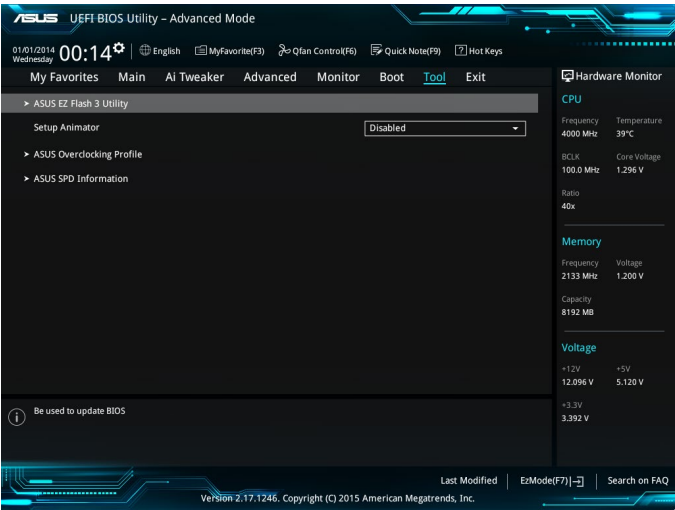 ASUS UEFI BIOS Utility – Advanced Mode
01/01/2014 Wednesday 00:14 English MyFavorite(F3) Qfan Control(F6) Quick Note(F9) ? Hot Keys
My Favorites Main Ai Tweaker Advanced Monitor Boot Tool Exit
> ASUS EZ Flash 3 Utility
Setup Animator Disabled
> ASUS Overclocking Profile
> ASUS SPD Information
Hardware Monitor
CPU
Frequency Temperature
4000 MHz 39°C
BCLK Core Voltage
100.0 MHz 1.296 V
Ratio
40x
Memory
Frequency Voltage
2133 MHz 1.200 V
Capacity
8192 MB
Voltage
+12V +5V
12.096 V 5.120 V
+3.3V
3.392 V
i Be used to update BIOS
Last Modified EzMode(F7) Search on FAQ
Version 2.17.1246. Copyright (C) 2015 American Megatrends, Inc.